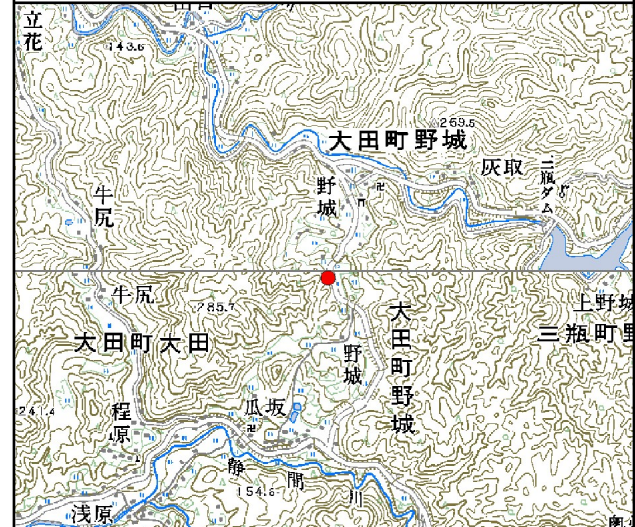 立花
143.6
269.5
大田町野城
灰取
三瓶ダム
野城
牛尻
牛尻
285.7
上野城
大田町大田
三瓶町野
大田町野城
野城
241.4
程原
瓜坂
静間川
浅原